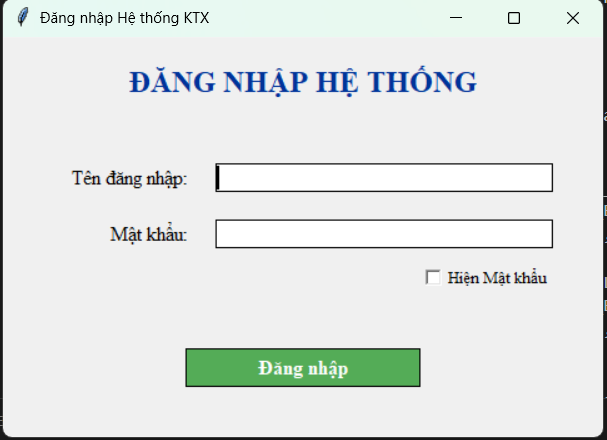 Đăng nhập Hệ thống KTX
ĐĂNG NHẬP HỆ THỐNG
Tên đăng nhập:
Mật khẩu:
Hiện Mật khẩu
Đăng nhập